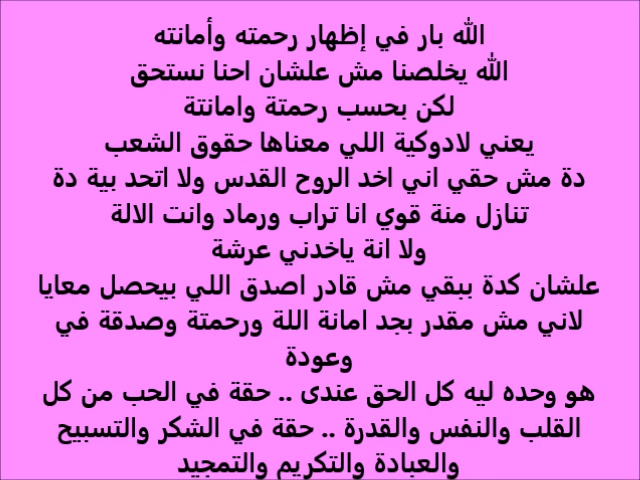 الله بار في إظهار رحمته وأمانته
الله يخلصنا مش علشان احنا نستحق
لكن بحسب رحمتة وامانتة
يعني لادوكية اللي معناها حقوق الشعب
دة مش حقي اني اخد الروح القدس ولا اتحد بية دة
تنازل منة قوي انا تراب ورماد وانت الالة
ولا انة ياخدني عرشة
علشان كدة ببقي مش قادر اصدق اللي بيحصل معايا
لاني مش مقدر بجد امانة اللة ورحمتة وصدقة في
وعودة
هو وحده ليه كل الحق عندى .. حقة في الحب من كل
القلب والنفس والقدرة .. حقة في الشكر والتسبيح
والعبادة والتكريم والتمجيد